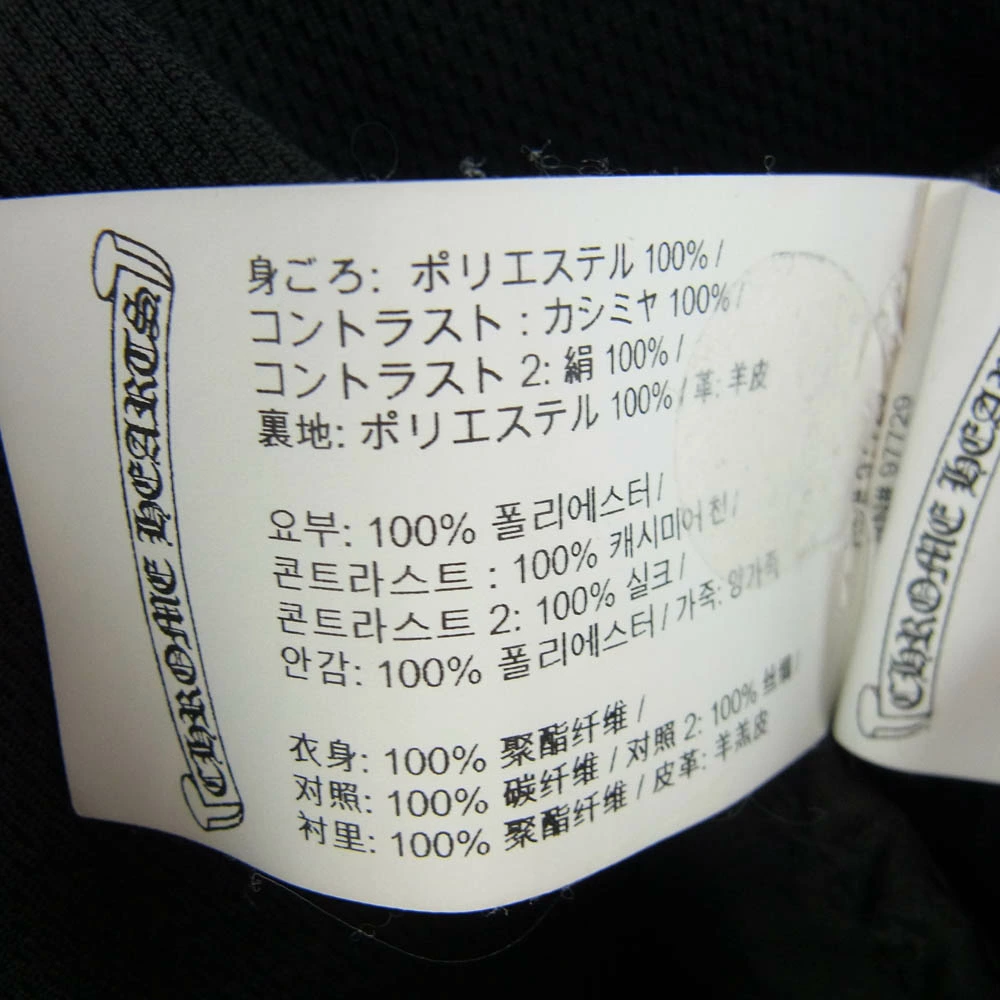 CHROME HEARTS
身ごろ: ポリエステル 100% /
コントラスト : カシミヤ 100% /
コントラスト 2: 絹 100% /
裏地: ポリエステル 100% / 革: 羊皮
요부: 100% 폴리에스터 /
콘트라스트 : 100% 캐시미어 천 /
콘트라스트 2: 100% 실크 /
안감: 100% 폴리에스터 / 가죽: 양가죽
衣身: 100% 聚酯纤维 /
对照: 100% 碳纤维 / 对照 2: 100% 丝绸 /
衬里: 100% 聚酯纤维 / 皮革: 羊羔皮
97729
CHROME HEA